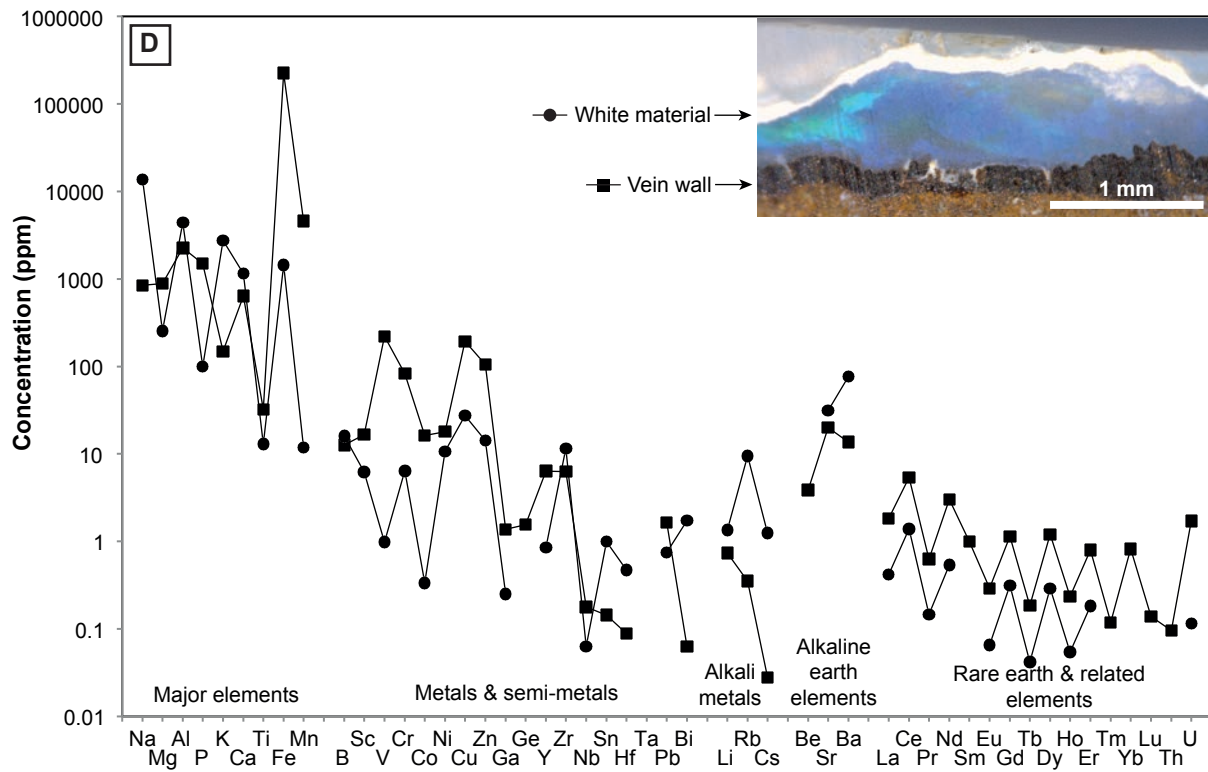 D
1000000
100000
10000
1000
100
10
1
0.1
0.01
Concentration (ppm)
White material
Vein wall
1 mm
Major elements
Metals & semi-metals
Alkali
metals
Alkaline
earth
elements
Rare earth & related
elements
Na Al K Ti Mn Sc Cr Ni Zn Ge Zr Sn Ta Bi Rb Be Ba Ce Nd Eu Tb Ho Tm Lu U
Mg P Ca Fe B V Co Cu Ga Y Nb Hf Pb Li Cs Sr La Pr Sm Gd Dy Er Yb Th